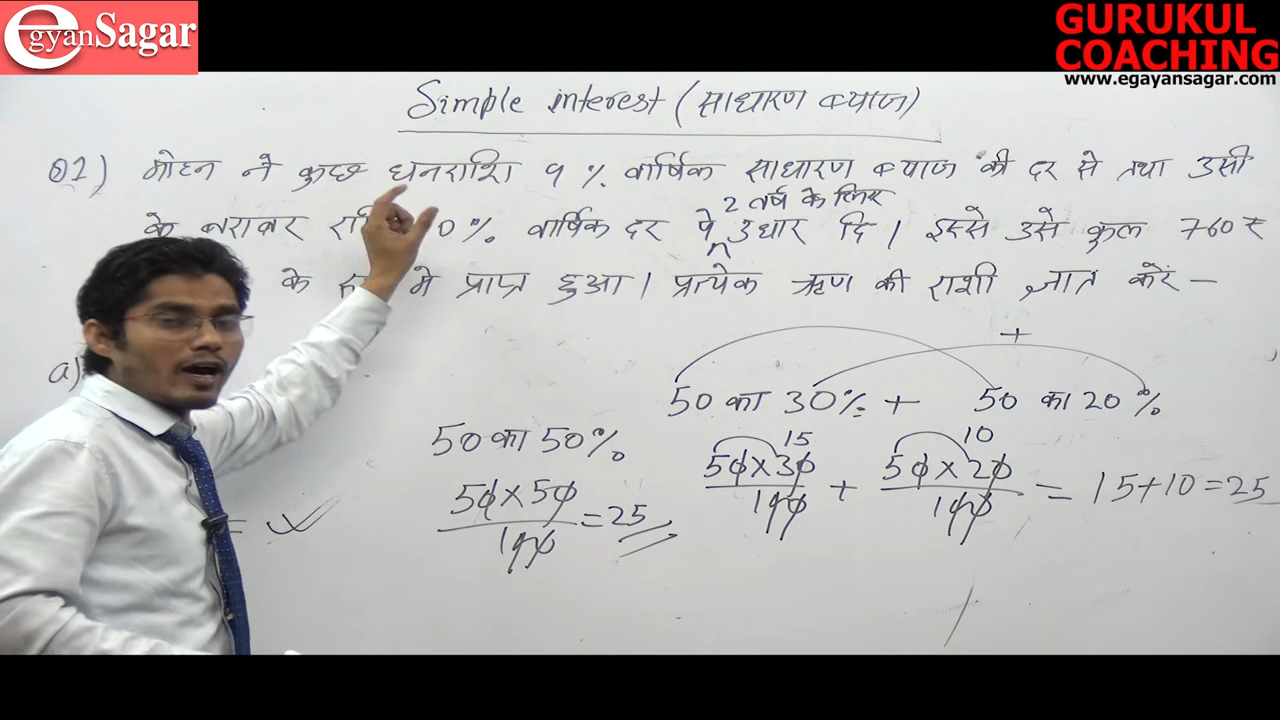 egyanSagar
GURUKUL
COACHING
www.egayansagar.com
Simple interest (साधारण ब्याज)
Q1) मोहन ने कुछ धनराशि 9 % वार्षिक साधारण ब्याज की दर से तथा उसी
2 वर्ष के लिए
के बराबर 0 % वार्षिक दर पे उधार दि । इस्से उसे कुल 760 ₹
के मे प्राप्त हुआ । प्रत्येक ऋण की राशी ज्ञात करें –
a)
+
50 का 30% + 50 का 20 %
50 का 50%
15 10
50 × 30 / 100 + 50 × 20 / 100 = 15+10=25
50 × 50 / 100 = 25
=